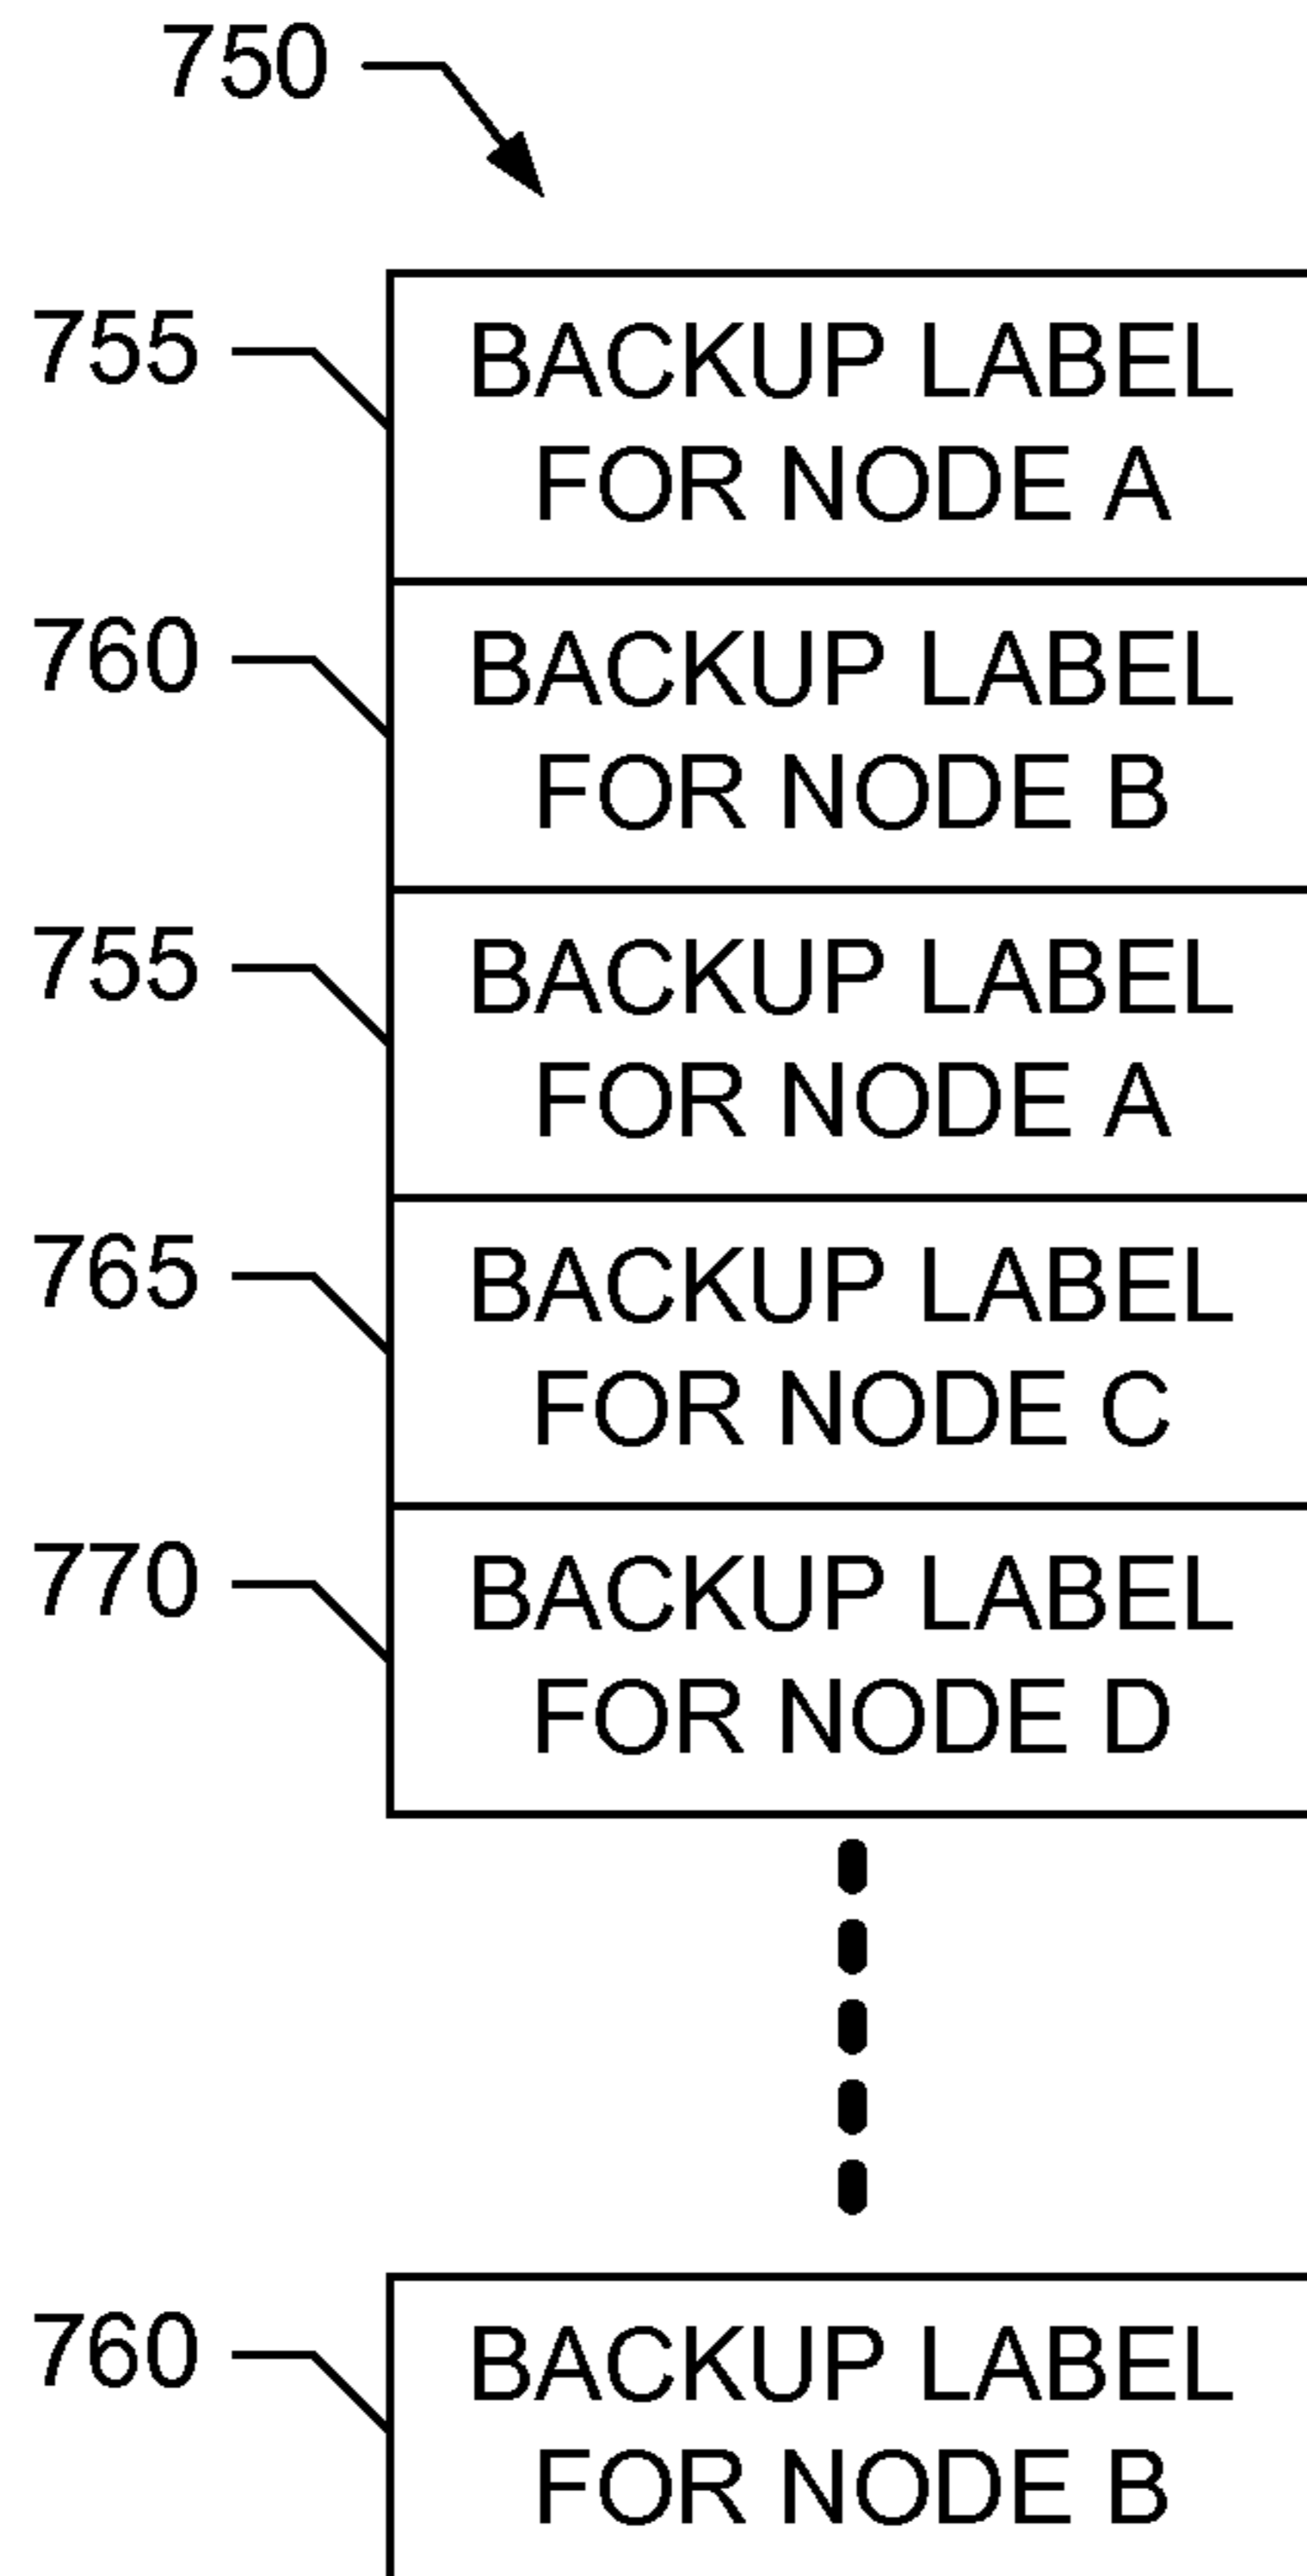 750
755
BACKUP LABEL
FOR NODE A
760
BACKUP LABEL
FOR NODE B
755
BACKUP LABEL
FOR NODE A
765
BACKUP LABEL
FOR NODE C
770
BACKUP LABEL
FOR NODE D
760
BACKUP LABEL
FOR NODE B